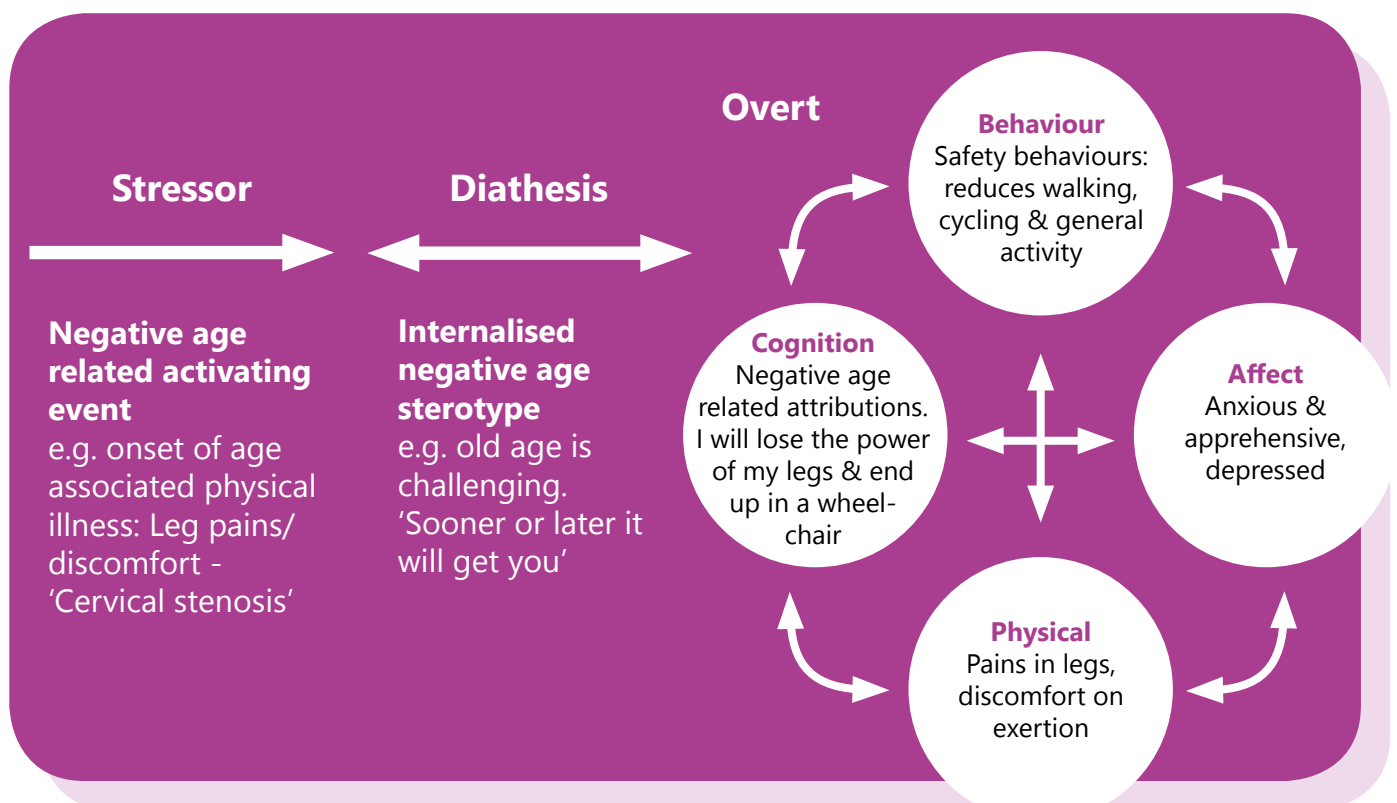 Stressor
Negative age
related activating
event
e.g. onset of age
associated physical
illness: Leg pains/
discomfort -
‘Cervical stenosis’
Diathesis
Internalised
negative age
sterotype
e.g. old age is
challenging.
‘Sooner or later it
will get you’
Overt
Behaviour
Safety behaviours:
reduces walking,
cycling & general
activity
Cognition
Negative age
related attributions.
I will lose the power
of my legs & end
up in a wheel-
chair
Affect
Anxious &
apprehensive,
depressed
Physical
Pains in legs,
discomfort on
exertion